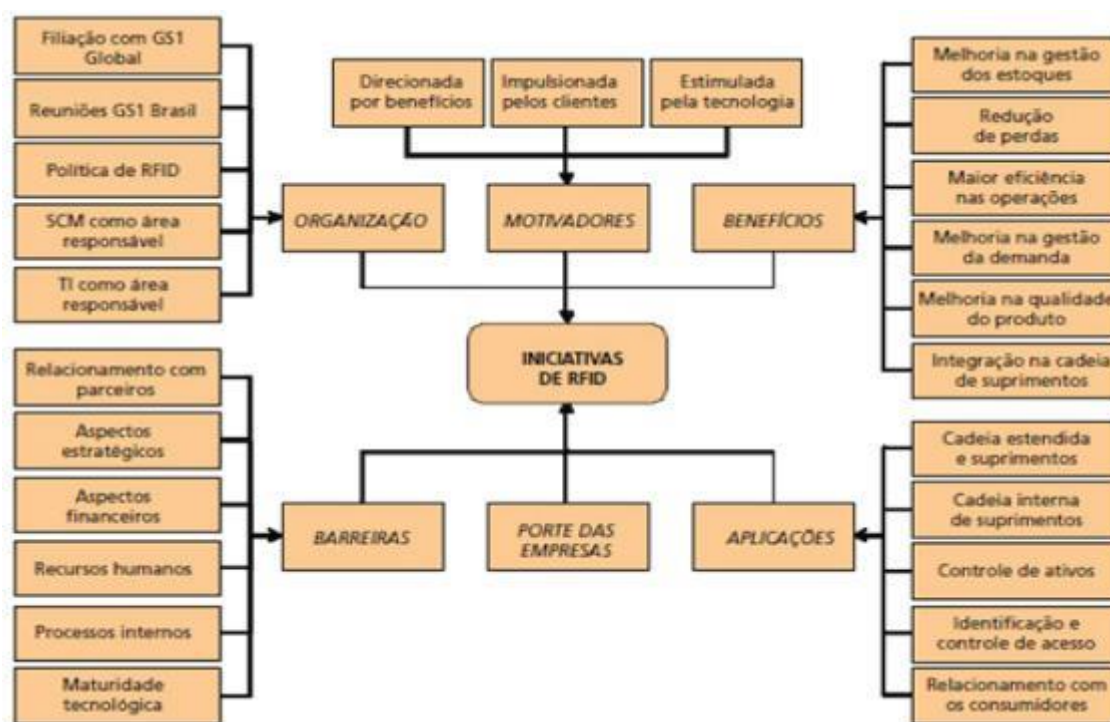 Filiação com GS1
Global
Reuniões GS1 Brasil
Política de RFID
SCM como área
responsável
TI como área
responsável
Direcionada
por benefícios
Impulsionada
pelos clientes
Estimulada
pela tecnologia
ORGANIZAÇÃO
MOTIVADORES
BENEFÍCIOS
Melhoria na gestão
dos estoques
Redução
de perdas
Maior eficiência
nas operações
Melhoria na gestão
da demanda
Melhoria na qualidade
do produto
Integração na cadeia
de suprimentos
INICIATIVAS
DE RFID
Relacionamento com
parceiros
Aspectos
estratégicos
Aspectos
financeiros
Recursos humanos
Processos internos
Maturidade
tecnológica
BARREIRAS
PORTE DAS
EMPRESAS
APLICAÇÕES
Cadeia estendida
e suprimentos
Cadeia interna
de suprimentos
Controle de ativos
Identificação e
controle de acesso
Relacionamento com
os consumidores